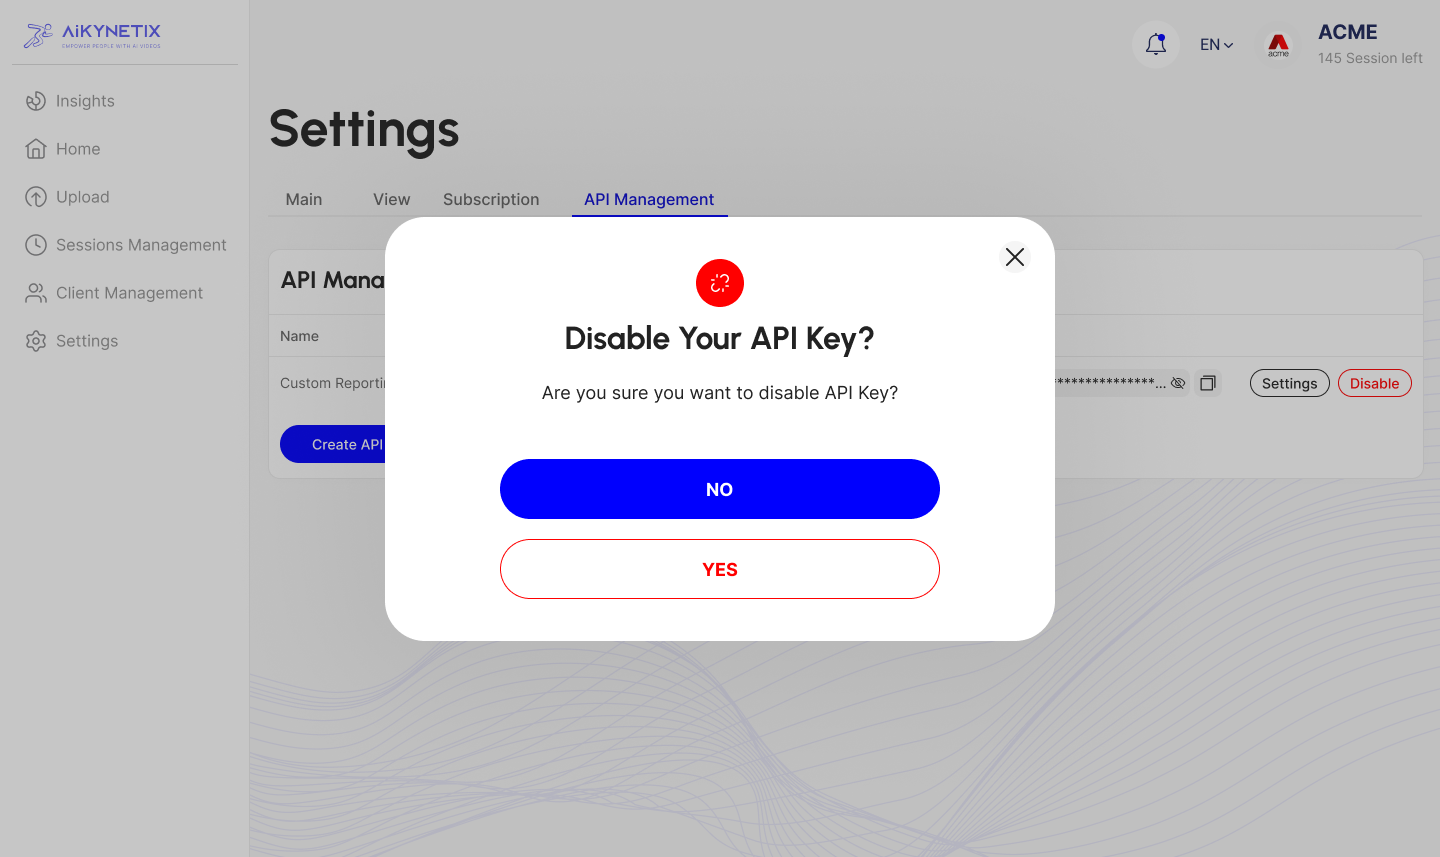 AiKYNETIX
EMPOWER PEOPLE WITH AI VIDEOS
Insights
Home
Upload
Sessions Management
Client Management
Settings
EN
acme
ACME
145 Session left
Settings
Main View Subscription API Management
API Mana
Name
Custom Reportin
***************...
Settings
Disable
Create API
Disable Your API Key?
Are you sure you want to disable API Key?
NO
YES